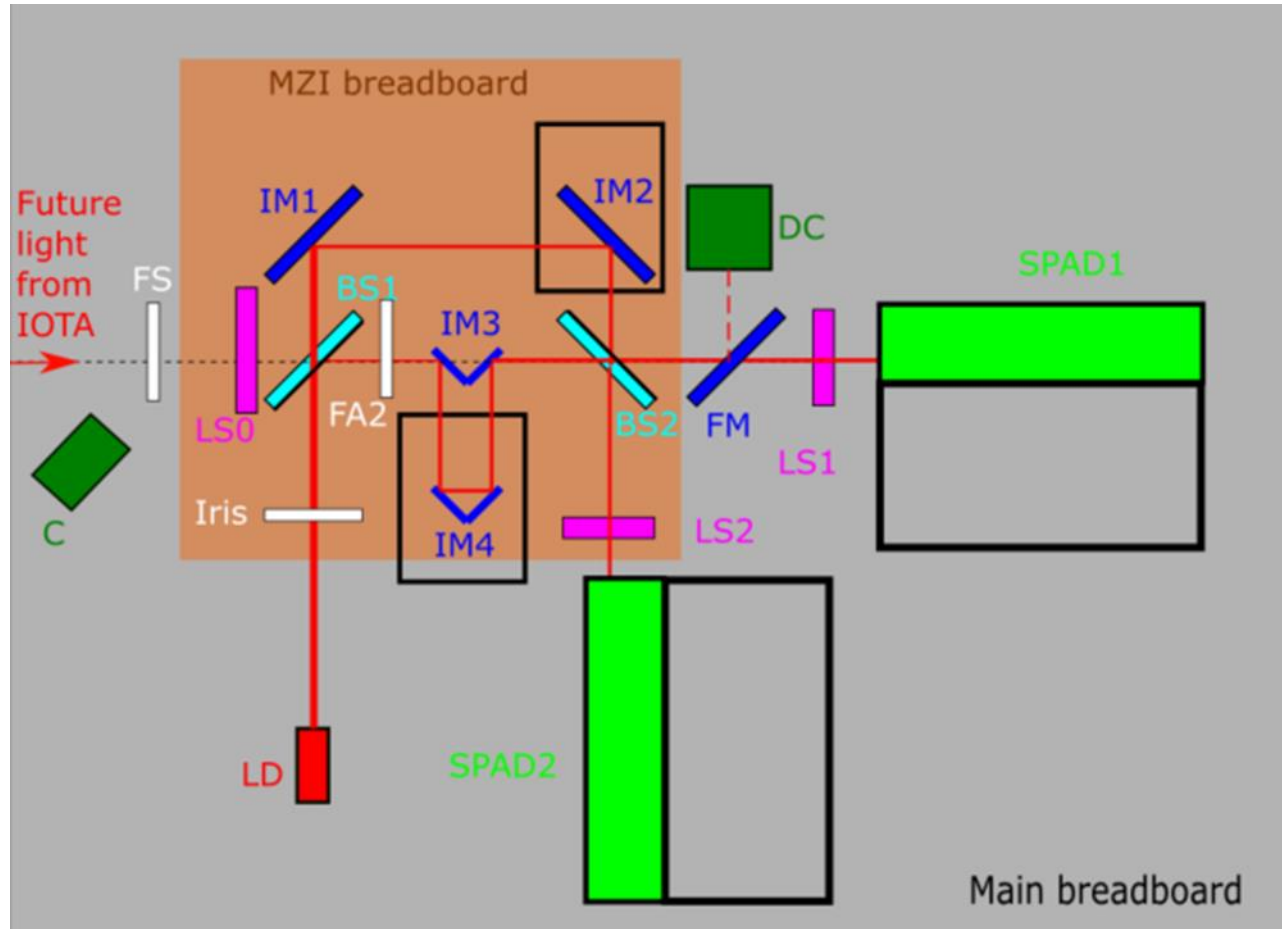 MZI breadboard
Future
light
from
IOTA
FS
IM1
IM2
DC
SPAD1
BS1
IM3
LS0
FA2
BS2
FM
LS1
C
Iris
IM4
LS2
LD
SPAD2
Main breadboard